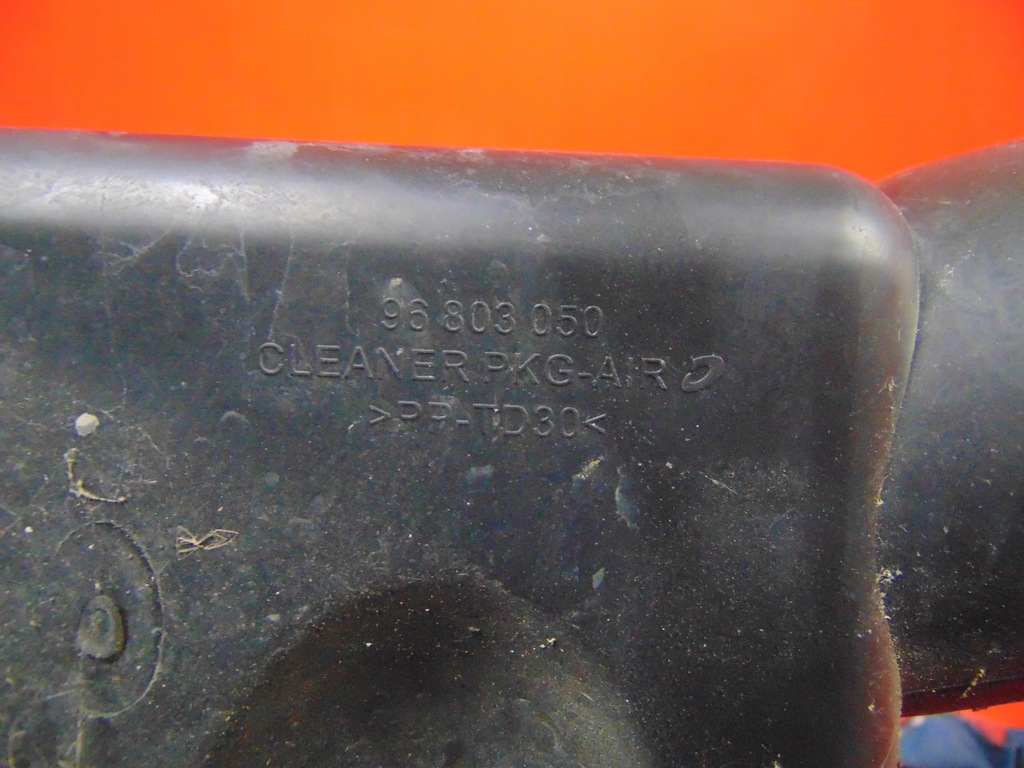 96 803 050
CLEANER PKG-AIR
>PP-TD30<